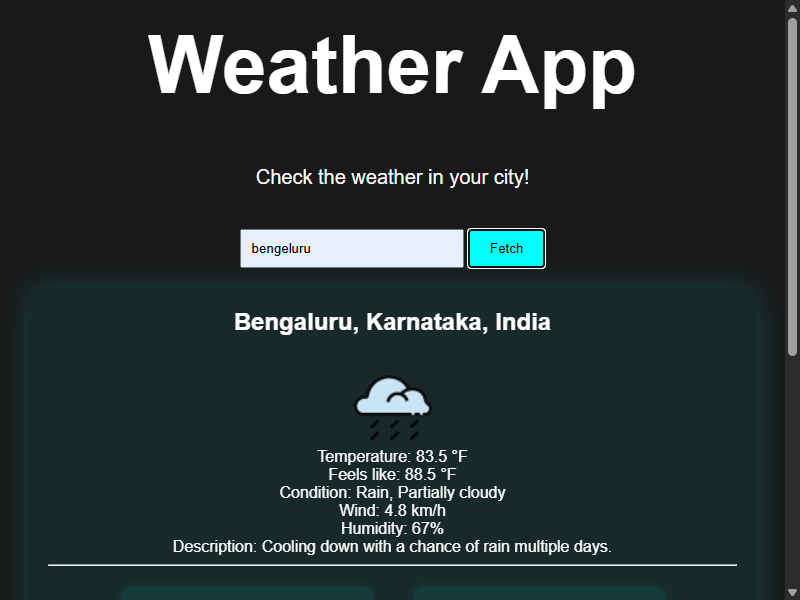 Weather App
Check the weather in your city!
bengeluru Fetch
Bengaluru, Karnataka, India
Temperature: 83.5 °F
Feels like: 88.5 °F
Condition: Rain, Partially cloudy
Wind: 4.8 km/h
Humidity: 67%
Description: Cooling down with a chance of rain multiple days.